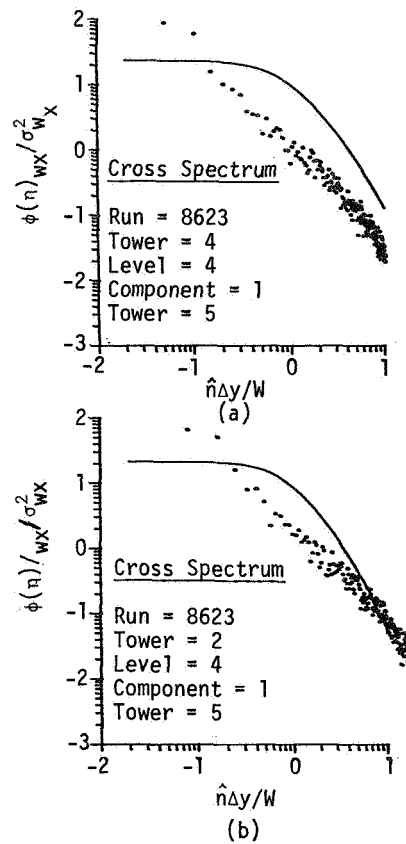 2
1
0
-1
-2
-3
ϕ(η)WX/σ²WX
Cross Spectrum
Run = 8623
Tower = 4
Level = 4
Component = 1
Tower = 5
-2 -1 0 1
n̂Δy/W
(a)
2
1
0
-1
-2
-3
ϕ(η)/WX/σ²WX
Cross Spectrum
Run = 8623
Tower = 2
Level = 4
Component = 1
Tower = 5
-2 -1 0 1
n̂Δy/W
(b)